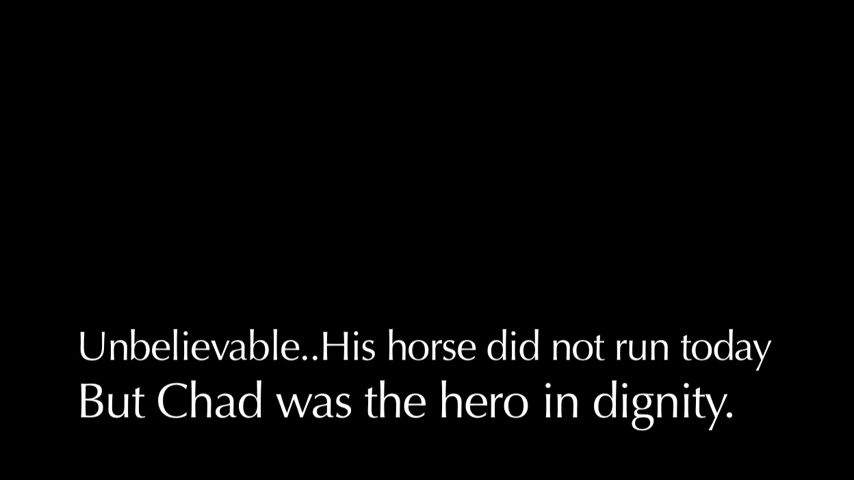 Unbelievable..His horse did not run today
But Chad was the hero in dignity.